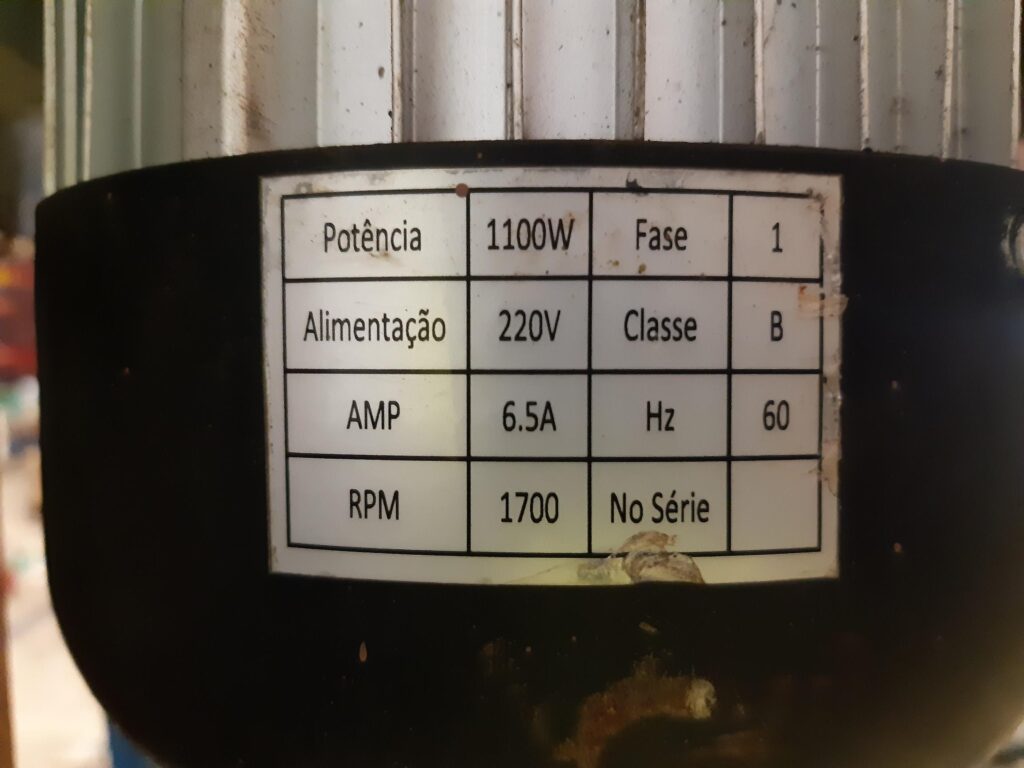 Potência 1100W Fase 1
Alimentação 220V Classe B
AMP 6.5A Hz 60
RPM 1700 No Série